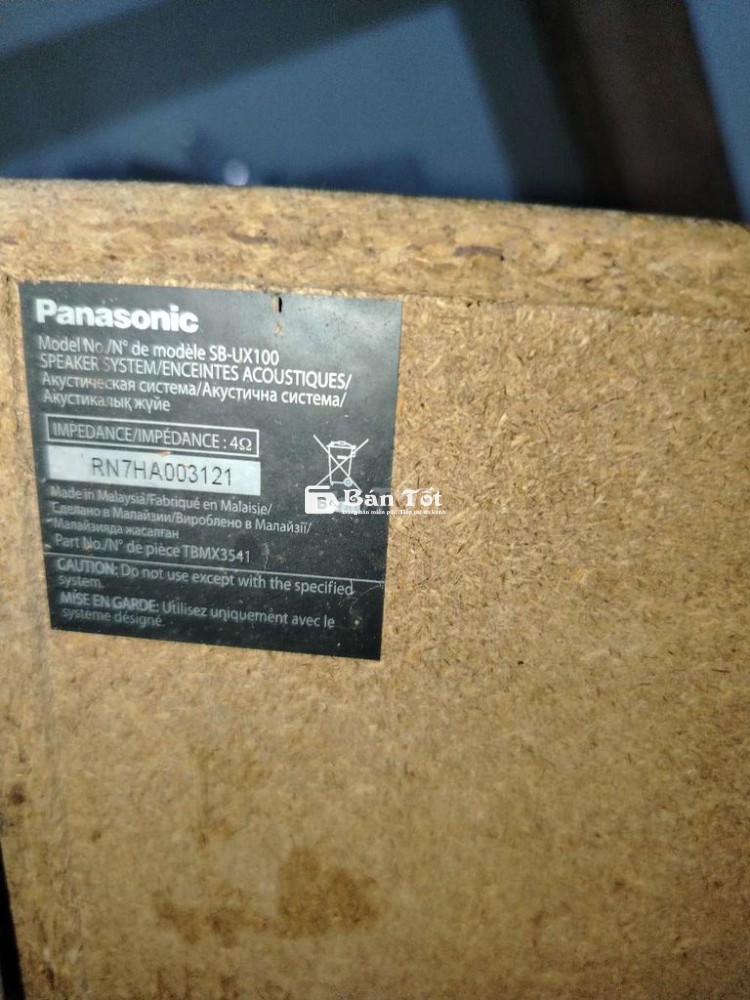 Panasonic
Model No./N° de modèle SB-UX100
SPEAKER SYSTEM/ENCEINTES ACOUSTIQUES/
Акустическая система/Акустична система/
Акустикалық жүйе
IMPEDANCE/IMPÉDANCE : 4Ω
RN7HA003121
Made in Malaysia/Fabriqué en Malaisie/
Сделано в Малайзии/Вироблено в Малайзії/
Малайзияда жасалған
Part No./N° de pièce TBMX3541
CAUTION: Do not use except with the specified
system.
MISE EN GARDE: Utilisez uniquement avec le
système désigné.
Bán Tốt